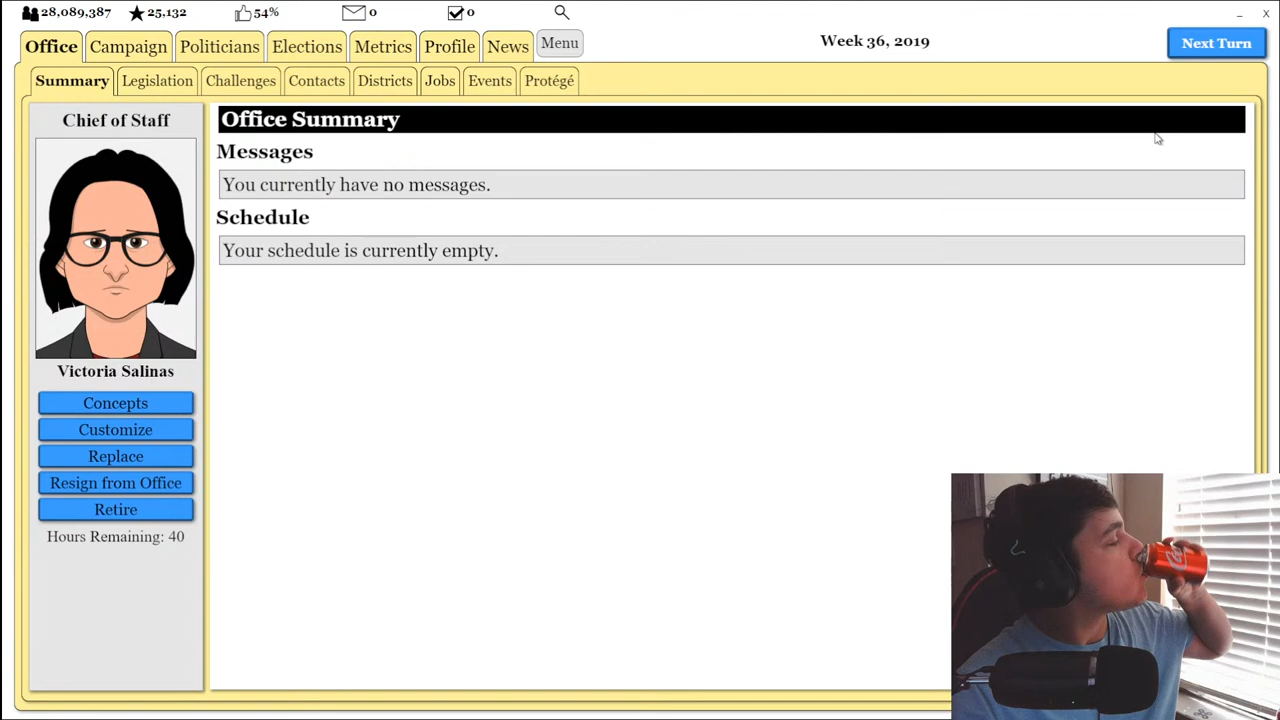 28,089,387 25,132 54% 0 0
_ X
Office Campaign Politicians Elections Metrics Profile News Menu
Week 36, 2019
Next Turn
Summary Legislation Challenges Contacts Districts Jobs Events Protégé
Chief of Staff
Victoria Salinas
Concepts
Customize
Replace
Resign from Office
Retire
Hours Remaining: 40
Office Summary
Messages
You currently have no messages.
Schedule
Your schedule is currently empty.